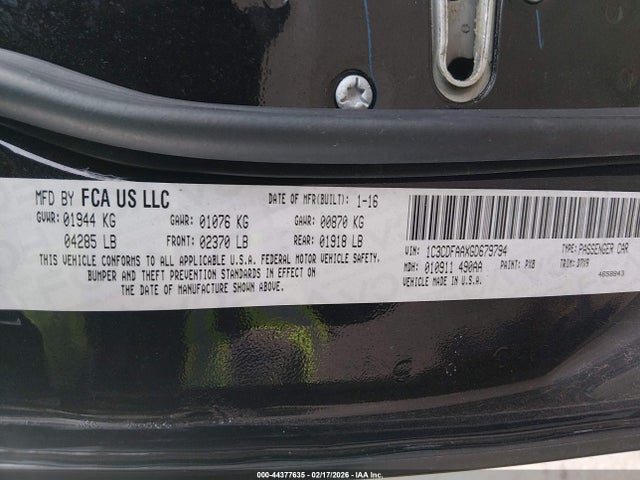 MFD BY FCA US LLC
DATE OF MFR(BUILT): 1-16
GVWR: 01944 KG GAWR: 01076 KG GAWR: 00870 KG
04285 LB FRONT: 02370 LB REAR: 01918 LB
THIS VEHICLE CONFORMS TO ALL APPLICABLE U.S.A. FEDERAL MOTOR VEHICLE SAFETY,
BUMPER AND THEFT PREVENTION STANDARDS IN EFFECT ON
THE DATE OF MANUFACTURE SHOWN ABOVE.
VIN: 1C3CDFAAXGD679794 TYPE: PASSENGER CAR
MDH: 010911 490AA PAINT: PX8 TRIM: D7X9
VEHICLE MADE IN U.S.A. 4658943
000-44377635 - 02/17/2026 - IAA Inc.